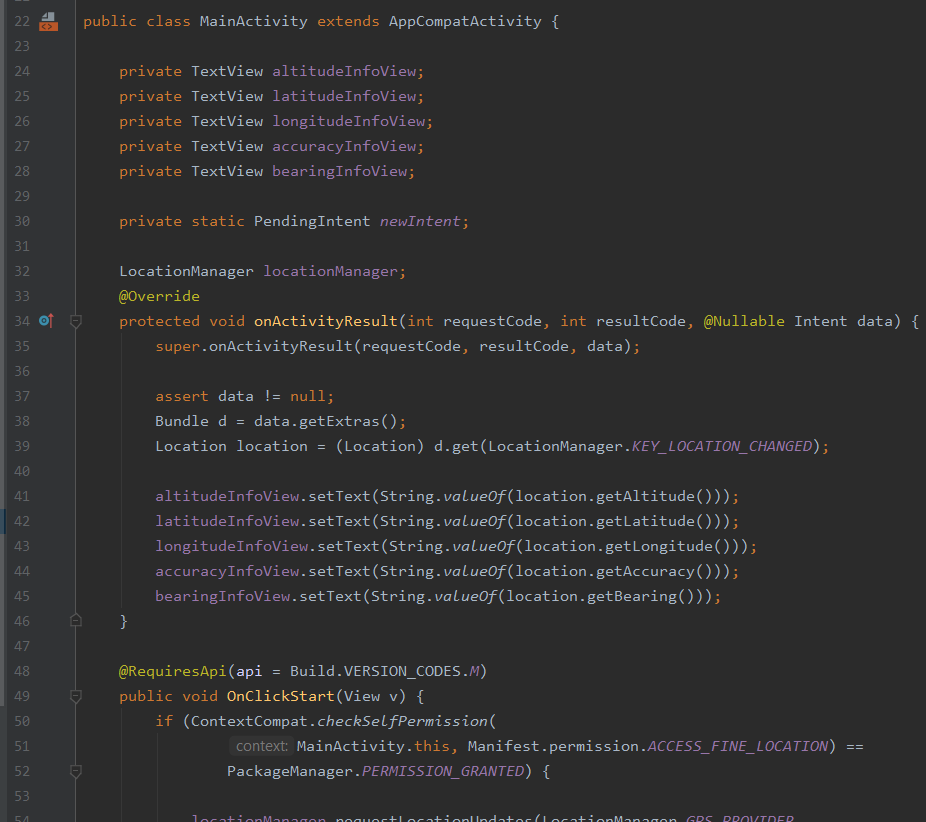 22 public class MainActivity extends AppCompatActivity {
23
24 private TextView altitudeInfoView;
25 private TextView latitudeInfoView;
26 private TextView longitudeInfoView;
27 private TextView accuracyInfoView;
28 private TextView bearingInfoView;
29
30 private static PendingIntent newIntent;
31
32 LocationManager locationManager;
33 @Override
34 protected void onActivityResult(int requestCode, int resultCode, @Nullable Intent data) {
35 super.onActivityResult(requestCode, resultCode, data);
36
37 assert data != null;
38 Bundle d = data.getExtras();
39 Location location = (Location) d.get(LocationManager.KEY_LOCATION_CHANGED);
40
41 altitudeInfoView.setText(String.valueOf(location.getAltitude()));
42 latitudeInfoView.setText(String.valueOf(location.getLatitude()));
43 longitudeInfoView.setText(String.valueOf(location.getLongitude()));
44 accuracyInfoView.setText(String.valueOf(location.getAccuracy()));
45 bearingInfoView.setText(String.valueOf(location.getBearing()));
46 }
47
48 @RequiresApi(api = Build.VERSION_CODES.M)
49 public void OnClickStart(View v) {
50 if (ContextCompat.checkSelfPermission(
51 context: MainActivity.this, Manifest.permission.ACCESS_FINE_LOCATION) ==
52 PackageManager.PERMISSION_GRANTED) {
53
54 locationManager.requestLocationUpdates(LocationManager.GPS_PROVIDER